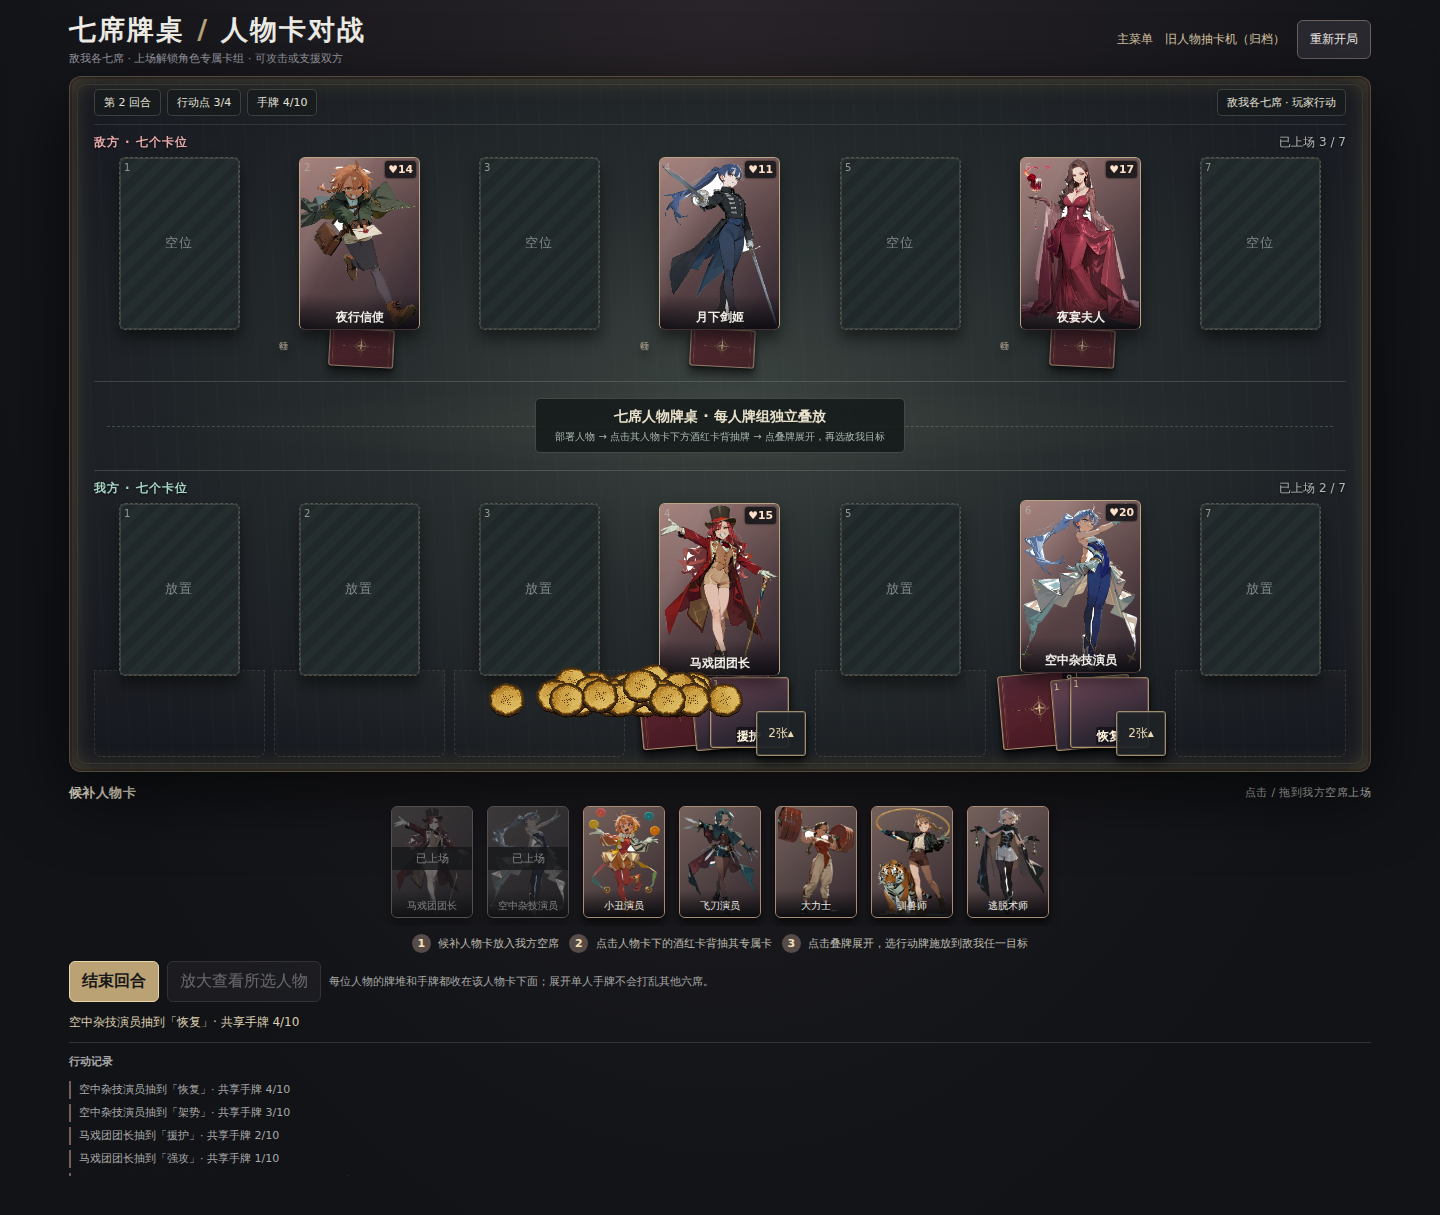 七席牌桌 / 人物卡对战
敌我各七席 · 上场解锁角色专属卡组 · 可攻击或支援双方
主菜单 旧人物抽卡机（归档） 重新开局
第 2 回合 行动点 3/4 手牌 4/10 敌我各七席 · 玩家行动
敌方 · 七个卡位 已上场 3 / 7
1 2 ♥14 3 4 ♥11 5 6 ♥17 7
空位 空位 空位 空位
夜行信使 月下剑姬 夜宴夫人
七席人物牌桌 · 每人牌组独立叠放
部署人物 → 点击其人物卡下方酒红卡背抽牌 → 点叠牌展开，再选敌我目标
我方 · 七个卡位 已上场 2 / 7
1 2 3 4 ♥15 5 6 ♥20 7
放置 放置 放置 放置 放置
马戏团团长 空中杂技演员
1 1 1
援护 2张▴ 恢复 2张▴
候补人物卡 点击 / 拖到我方空席上场
已上场 已上场
马戏团团长 空中杂技演员 小丑演员 飞刀演员 大力士 驯兽师 逃脱术师
1 候补人物卡放入我方空席 2 点击人物卡下的酒红卡背抽其专属卡 3 点击叠牌展开，选行动牌施放到敌我任一目标
结束回合 放大查看所选人物 每位人物的牌堆和手牌都收在该人物卡下面；展开单人手牌不会打乱其他六席。
空中杂技演员抽到「恢复」· 共享手牌 4/10
行动记录
空中杂技演员抽到「恢复」· 共享手牌 4/10
空中杂技演员抽到「架势」· 共享手牌 3/10
马戏团团长抽到「援护」· 共享手牌 2/10
马戏团团长抽到「强攻」· 共享手牌 1/10